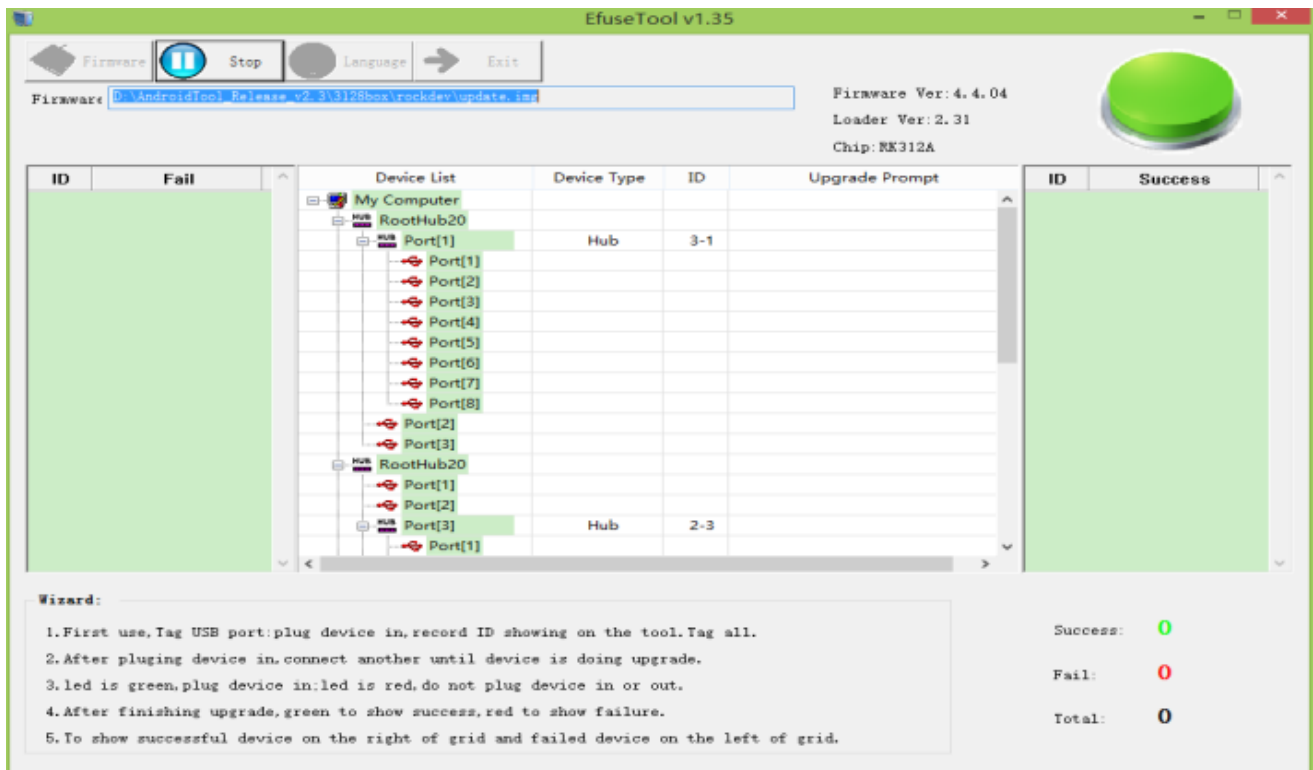 EfuseTool v1.35
Firmware Stop Language Exit
Firmware D:\AndroidTool_Release_v2.3\3128box\rockdev\update.img
Firmware Ver:4.4.04
Loader Ver:2.31
Chip:RK312A
ID Fail Device List Device Type ID Upgrade Prompt ID Success
My Computer
HUB RootHub20
HUB Port[1] Hub 3-1
Port[1]
Port[2]
Port[3]
Port[4]
Port[5]
Port[6]
Port[7]
Port[8]
Port[2]
Port[3]
HUB RootHub20
Port[1]
Port[2]
HUB Port[3] Hub 2-3
Port[1]
Wizard:
1.First use,Tag USB port:plug device in,record ID showing on the tool.Tag all.
2.After pluging device in,connect another until device is doing upgrade.
3.led is green,plug device in;led is red,do not plug device in or out.
4.After finishing upgrade,green to show success,red to show failure.
5.To show successful device on the right of grid and failed device on the left of grid.
Success: 0
Fail: 0
Total: 0